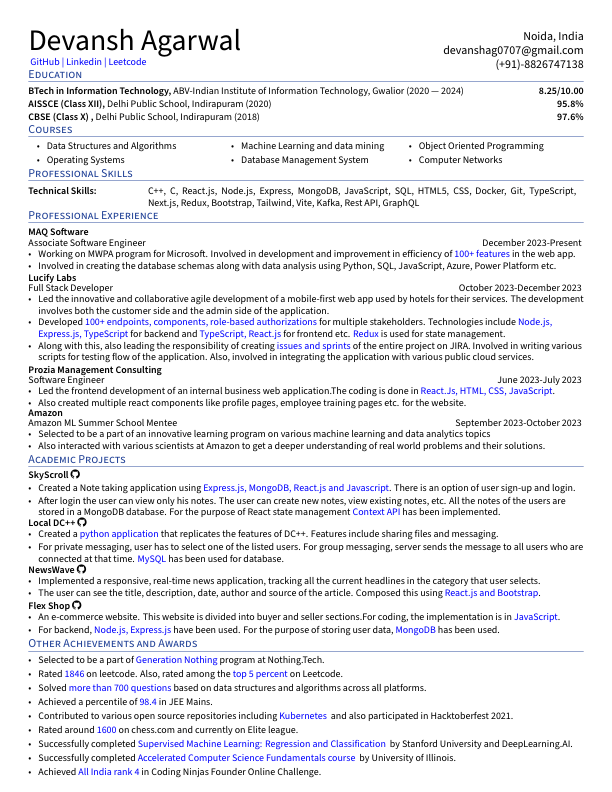 Devansh Agarwal
Noida, India
GitHub | Linkedin | Leetcode
devanshag0707@gmail.com
(+91)-8826747138
Education
BTech in Information Technology, ABV-Indian Institute of Information Technology, Gwalior (2020 — 2024) 8.25/10.00
AISSCE (Class XII), Delhi Public School, Indirapuram (2020) 95.8%
CBSE (Class X) , Delhi Public School, Indirapuram (2018) 97.6%
Courses
• Data Structures and Algorithms • Machine Learning and data mining • Object Oriented Programming
• Operating Systems • Database Management System • Computer Networks
Professional Skills
Technical Skills: C++, C, React.js, Node.js, Express, MongoDB, JavaScript, SQL, HTML5, CSS, Docker, Git, TypeScript,
Next.js, Redux, Bootstrap, Tailwind, Vite, Kafka, Rest API, GraphQL
Professional Experience
MAQ Software
Associate Software Engineer December 2023-Present
• Working on MWPA program for Microsoft. Involved in development and improvement in efficiency of 100+ features in the web app.
• Involved in creating the database schemas along with data analysis using Python, SQL, JavaScript, Azure, Power Platform etc.
Lucify Labs
Full Stack Developer October 2023-December 2023
• Led the innovative and collaborative agile development of a mobile-first web app used by hotels for their services. The development
involves both the customer side and the admin side of the application.
• Developed 100+ endpoints, components, role-based authorizations for multiple stakeholders. Technologies include Node.js,
Express.js, TypeScript for backend and TypeScript, React.js for frontend etc. Redux is used for state management.
• Along with this, also leading the responsibility of creating issues and sprints of the entire project on JIRA. Involved in writing various
scripts for testing flow of the application. Also, involved in integrating the application with various public cloud services.
Prozia Management Consulting
Software Engineer June 2023-July 2023
• Led the frontend development of an internal business web application.The coding is done in React.Js, HTML, CSS, JavaScript.
• Also created multiple react components like profile pages, employee training pages etc. for the website.
Amazon
Amazon ML Summer School Mentee September 2023-October 2023
• Selected to be a part of an innovative learning program on various machine learning and data analytics topics
• Also interacted with various scientists at Amazon to get a deeper understanding of real world problems and their solutions.
Academic Projects
SkyScroll
• Created a Note taking application using Express.js, MongoDB, React.js and Javascript. There is an option of user sign-up and login.
• After login the user can view only his notes. The user can create new notes, view existing notes, etc. All the notes of the users are
stored in a MongoDB database. For the purpose of React state management Context API has been implemented.
Local DC++
• Created a python application that replicates the features of DC++. Features include sharing files and messaging.
• For private messaging, user has to select one of the listed users. For group messaging, server sends the message to all users who are
connected at that time. MySQL has been used for database.
NewsWave
• Implemented a responsive, real-time news application, tracking all the current headlines in the category that user selects.
• The user can see the title, description, date, author and source of the article. Composed this using React.js and Bootstrap.
Flex Shop
• An e-commerce website. This website is divided into buyer and seller sections.For coding, the implementation is in JavaScript.
• For backend, Node.js, Express.js have been used. For the purpose of storing user data, MongoDB has been used.
Other Achievements and Awards
• Selected to be a part of Generation Nothing program at Nothing.Tech.
• Rated 1846 on leetcode. Also, rated among the top 5 percent on Leetcode.
• Solved more than 700 questions based on data structures and algorithms across all platforms.
• Achieved a percentile of 98.4 in JEE Mains.
• Contributed to various open source repositories including Kubernetes and also participated in Hacktoberfest 2021.
• Rated around 1600 on chess.com and currently on Elite league.
• Successfully completed Supervised Machine Learning: Regression and Classification by Stanford University and DeepLearning.AI.
• Successfully completed Accelerated Computer Science Fundamentals course by University of Illinois.
• Achieved All India rank 4 in Coding Ninjas Founder Online Challenge.